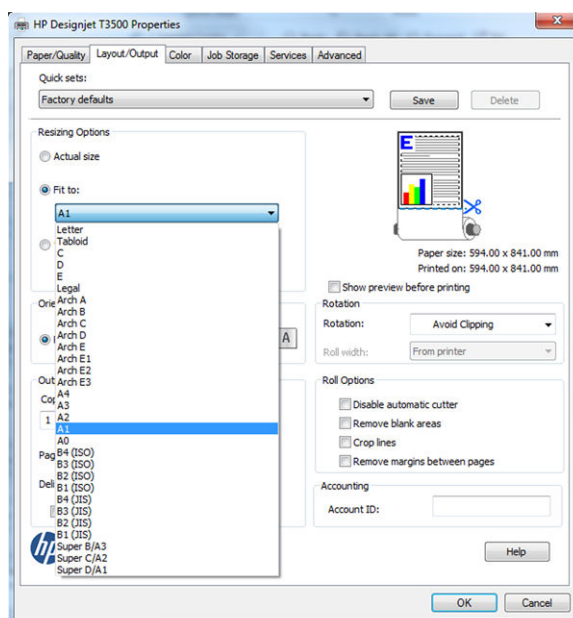 HP Designjet T3500 Properties
Paper/Quality Layout/Output Color Job Storage Services Advanced
Quick sets:
Factory defaults
Save
Delete
Resizing Options
Actual size
Fit to:
A1
Letter
Tabloid
C
D
E
Legal
Arch A
Arch B
Arch C
Arch D
Arch E
Arch E1
Arch E2
Arch E3
A4
A3
A2
A1
A0
B4 (ISO)
B3 (ISO)
B2 (ISO)
B1 (ISO)
B4 (JIS)
B3 (JIS)
B2 (JIS)
B1 (JIS)
Super B/A3
Super C/A2
Super D/A1
A
1
hp
E
Paper size: 594.00 x 841.00 mm
Printed on: 594.00 x 841.00 mm
Show preview before printing
Rotation
Rotation: Avoid Clipping
Roll width: From printer
Roll Options
Disable automatic cutter
Remove blank areas
Crop lines
Remove margins between pages
Accounting
Account ID:
Help
OK
Cancel